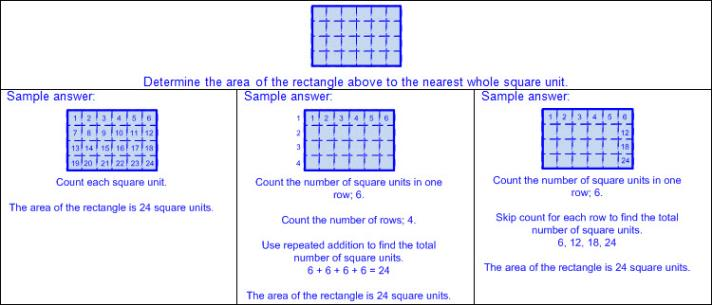 Determine the area of the rectangle above to the nearest whole square unit.
Sample answer:
1 2 3 4 5 6
7 8 9 10 11 12
13 14 15 16 17 18
19 20 21 22 23 24
Count each square unit.
The area of the rectangle is 24 square units.
Sample answer:
1 1 2 3 4 5 6
2
3
4
Count the number of square units in one
row; 6.
Count the number of rows; 4.
Use repeated addition to find the total
number of square units.
6 + 6 + 6 + 6 = 24
The area of the rectangle is 24 square units.
Sample answer:
1 2 3 4 5 6
12
18
24
Count the number of square units in one
row; 6.
Skip count for each row to find the total
number of square units.
6, 12, 18, 24
The area of the rectangle is 24 square units.